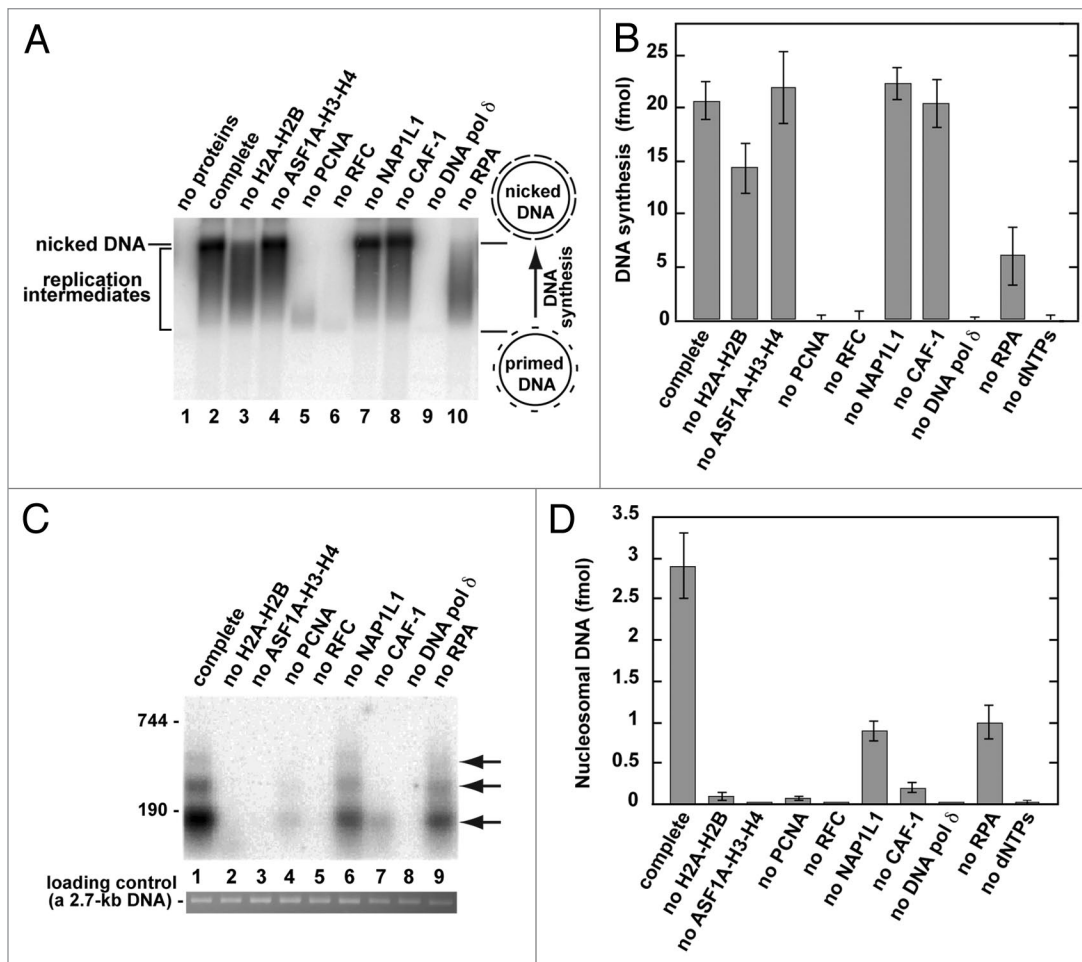 A
no proteins
complete
no H2A-H2B
no ASF1A-H3-H4
no PCNA
no RFC
no NAP1L1
no CAF-1
no DNA pol δ
no RPA
nicked DNA
replication
intermediates
nicked
DNA
DNA
synthesis
primed
DNA
1 2 3 4 5 6 7 8 9 10
B
DNA synthesis (fmol)
25
20
15
10
5
0
complete
no H2A-H2B
no ASF1A-H3-H4
no PCNA
no RFC
no NAP1L1
no CAF-1
no DNA pol δ
no RPA
no dNTPs
C
complete
no H2A-H2B
no ASF1A-H3-H4
no PCNA
no RFC
no NAP1L1
no CAF-1
no DNA pol δ
no RPA
744 -
190 -
1 2 3 4 5 6 7 8 9
loading control
(a 2.7-kb DNA) -
D
Nucleosomal DNA (fmol)
3.5
3
2.5
2
1.5
1
0.5
0
complete
no H2A-H2B
no ASF1A-H3-H4
no PCNA
no RFC
no NAP1L1
no CAF-1
no DNA pol δ
no RPA
no dNTPs